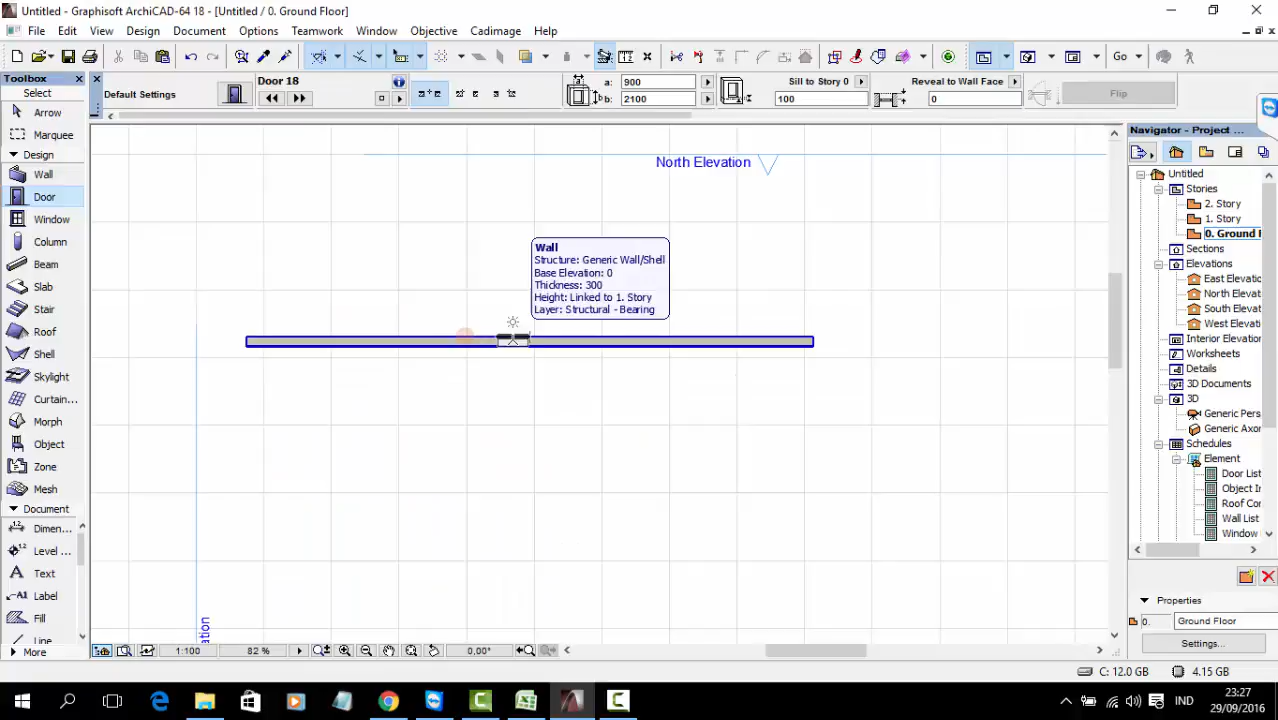 Untitled - Graphisoft ArchiCAD-64 18 - [Untitled / 0. Ground Floor]
File Edit View Design Document Options Teamwork Window Objective Cadimage Help
Go
Toolbox
Select
Arrow
Marquee
Design
Wall
Door
Window
Column
Beam
Slab
Stair
Roof
Shell
Skylight
Curtain...
Morph
Object
Zone
Mesh
Document
Dimen...
Level ...
Text
Label
Fill
Line
More
Default Settings
Door 18
a: 900
b: 2100
Sill to Story 0
100
Reveal to Wall Face
0
Flip
North Elevation
Wall
Structure: Generic Wall/Shell
Base Elevation: 0
Thickness: 300
Height: Linked to 1. Story
Layer: Structural - Bearing
ation
1:100
82 %
0,00°
Navigator - Project ...
Untitled
Stories
2. Story
1. Story
0. Ground F
Sections
Elevations
East Elevatio
North Elevat
South Elevat
West Elevati
Interior Elevation
Worksheets
Details
3D Documents
3D
Generic Pers
Generic Axon
Schedules
Element
Door List
Object In
Roof Cor
Wall List
Window
Properties
0. Ground Floor
Settings...
C: 12.0 GB
4.15 GB
IND
23:27
29/09/2016